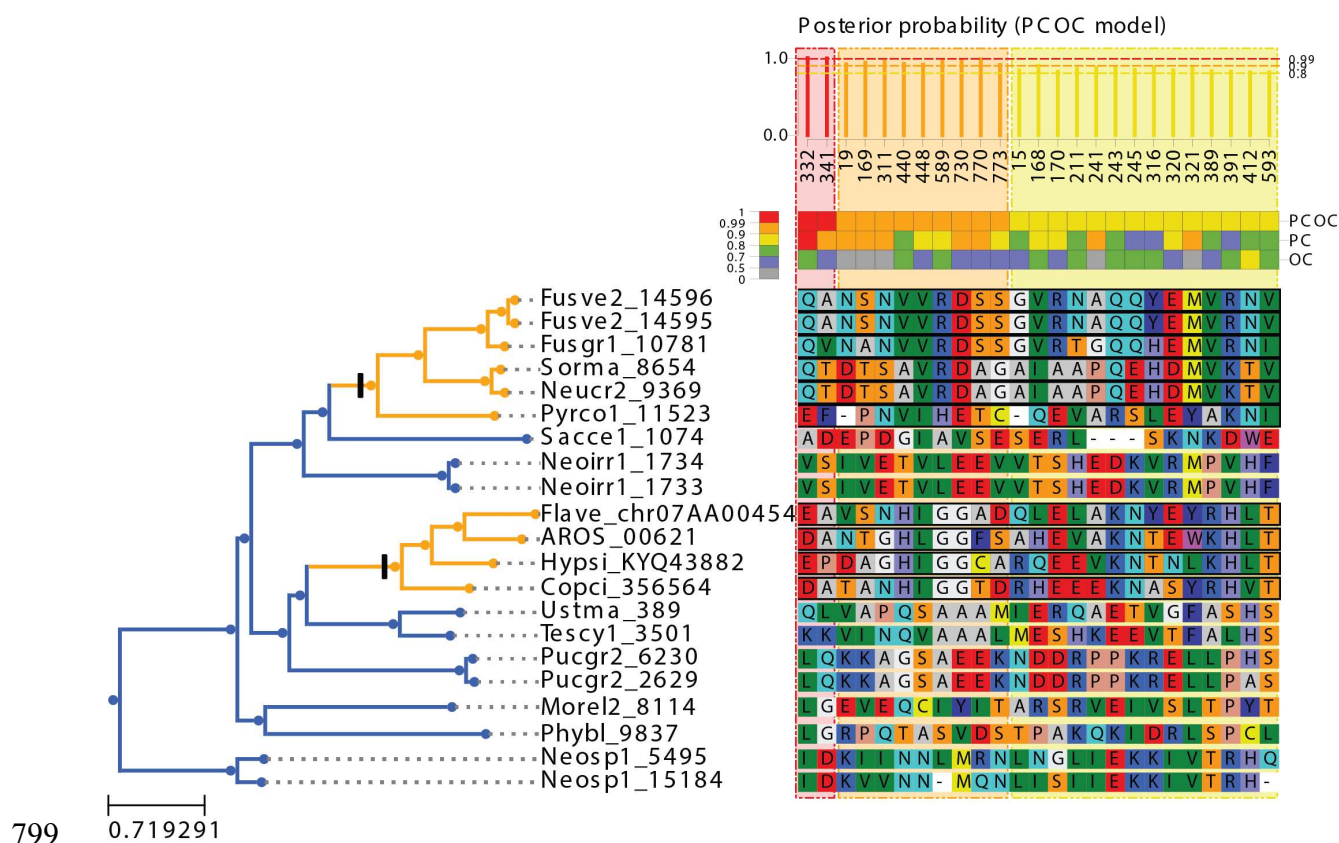 Posterior probability (PCOC model)
1.0
0.99
0.9
0.8
0.0
332 341 19 169 311 440 448 589 730 770 773 15 168 170 211 241 243 245 316 320 321 389 391 412 593
1
0.99
0.9
0.8
0.7
0.5
0
PCOC
PC
OC
Fusve2_14596 Q A N S N V V R D S S G V R N A Q Q Y E M V R N V
Fusve2_14595 Q A N S N V V R D S S G V R N A Q Q Y E M V R N V
Fusgr1_10781 Q V N A N V V R D S S G V R T G Q Q H E M V R N I
Sorma_8654 Q T D T S A V R D A G A I A A P Q E H D M V K T V
Neucr2_9369 Q T D T S A V R D A G A I A A P Q E H D M V K T V
Pyrco1_11523 E F - P N V I H E T C - Q E V A R S L E Y A K N I
Sacce1_1074 A D E P D G I A V S E S E R L - - - S K N K D W E
Neoirr1_1734 V S I V E T V L E E V V T S H E D K V R M P V H F
Neoirr1_1733 V S I V E T V L E E V V T S H E D K V R M P V H F
Flave_chr07AA00454 E A V S N H I G G A D Q L E L A K N Y E Y R H L T
AROS_00621 D A N T G H L G G F S A H E V A K N T E W K H L T
Hypsi_KYQ43882 E P D A G H I G G C A R Q E E V K N T N L K H L T
Copci_356564 D A T A N H I G G T D R H E E E K N A S Y R H V T
Ustma_389 Q L V A P Q S A A A M I E R Q A E T V G F A S H S
Tescy1_3501 K K V I N Q V A A A L M E S H K E E V T F A L H S
Pucgr2_6230 L Q K K A G S A E E K N D D R P P K R E L L P H S
Pucgr2_2629 L Q K K A G S A E E K N D D R P P K R E L L P A S
Morel2_8114 L G E V E Q C I Y I T A R S R V E I V S L T P Y T
Phybl_9837 L G R P Q T A S V D S T P A K Q K I D R L S P C L
Neosp1_5495 I D K I I N N L M R N L N G L I E K K I V T R H Q
Neosp1_15184 I D K V V N N - M Q N L I S I I E K K I V T R H -
0.719291
799